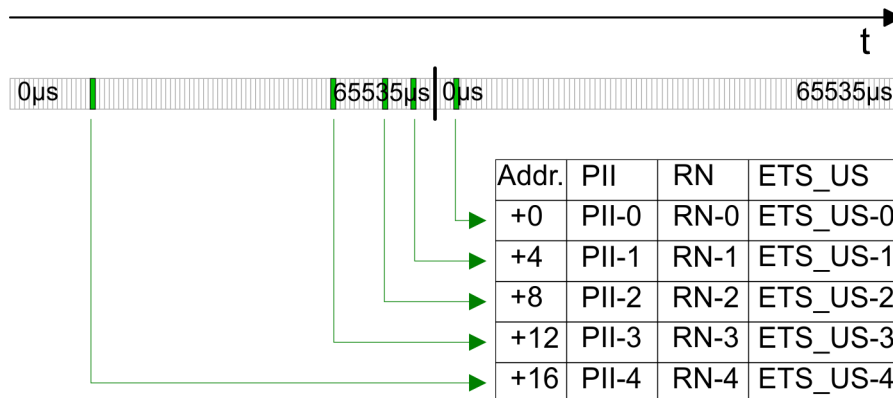 t
0µs 65535µs 0µs 65535µs
Addr. PII RN ETS_US
+0 PII-0 RN-0 ETS_US-0
+4 PII-1 RN-1 ETS_US-1
+8 PII-2 RN-2 ETS_US-2
+12 PII-3 RN-3 ETS_US-3
+16 PII-4 RN-4 ETS_US-4